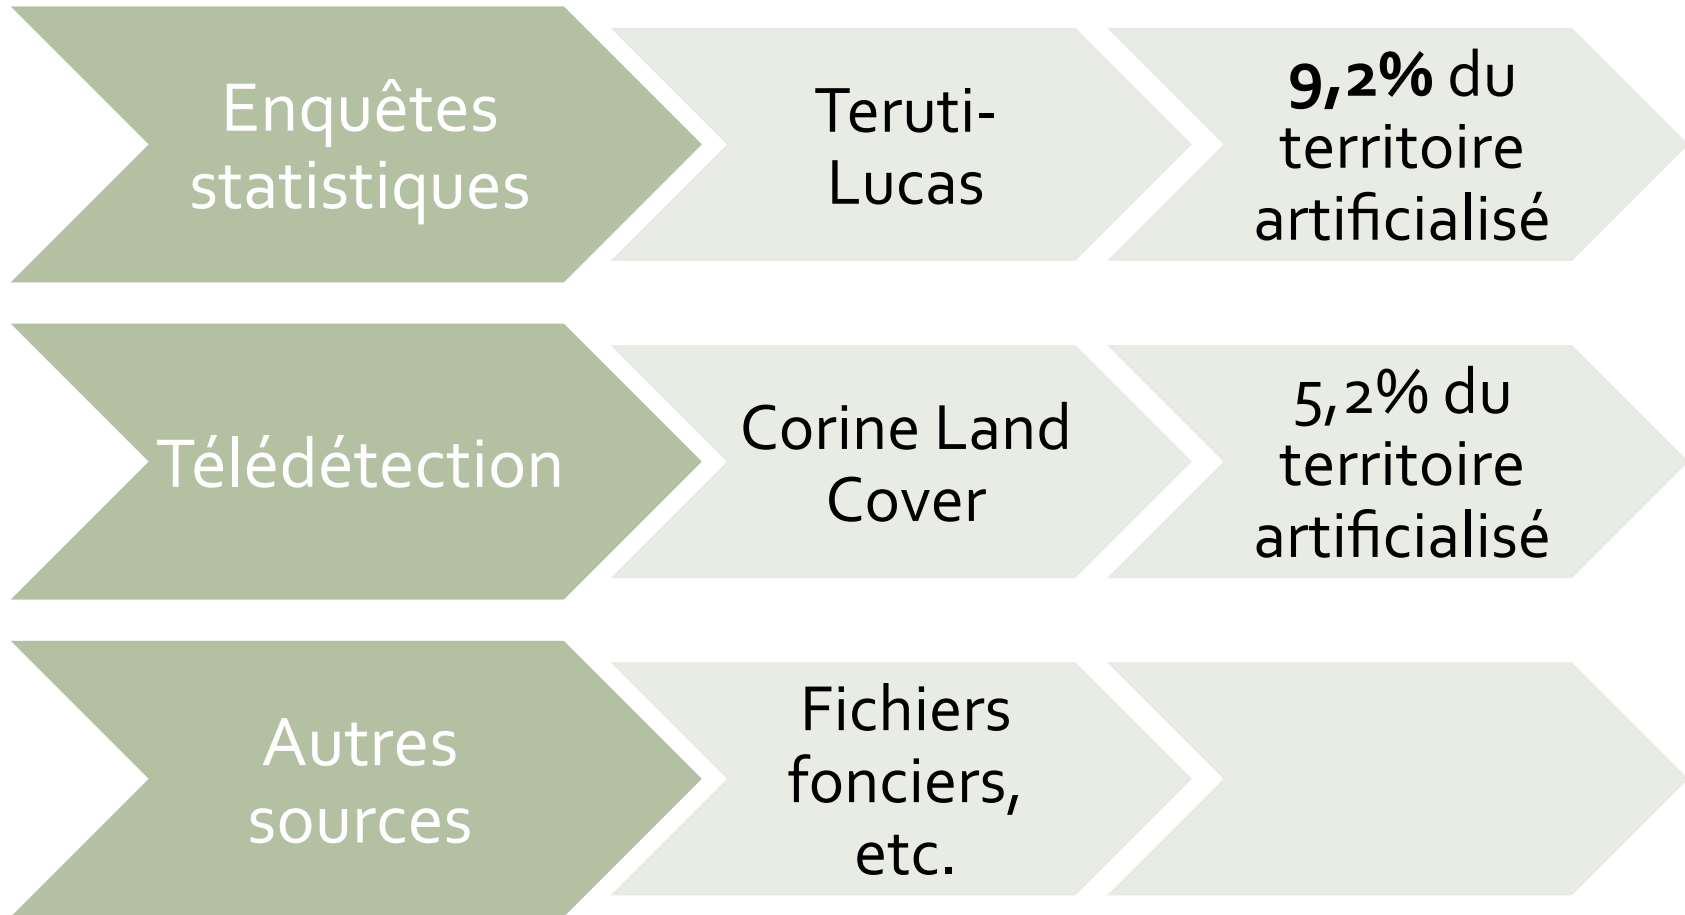 Enquêtes
statistiques
Teruti-
Lucas
9,2% du
territoire
artificialisé
Télédétection
Corine Land
Cover
5,2% du
territoire
artificialisé
Autres
sources
Fichiers
fonciers,
etc.